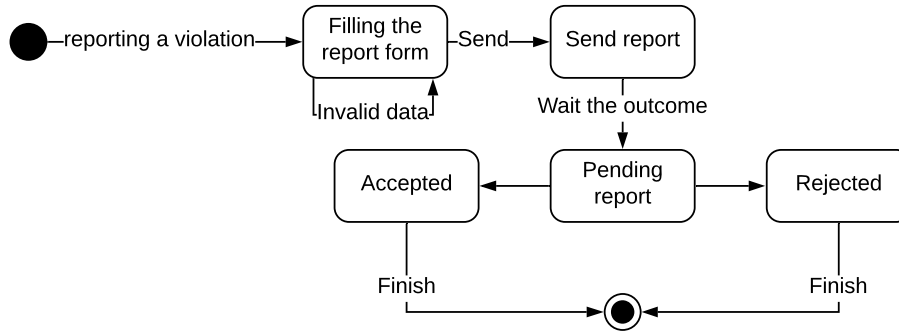 Filling the
report form
reporting a violation
Send
Send report
Invalid data
Wait the outcome
Accepted
Pending
report
Rejected
Finish
Finish